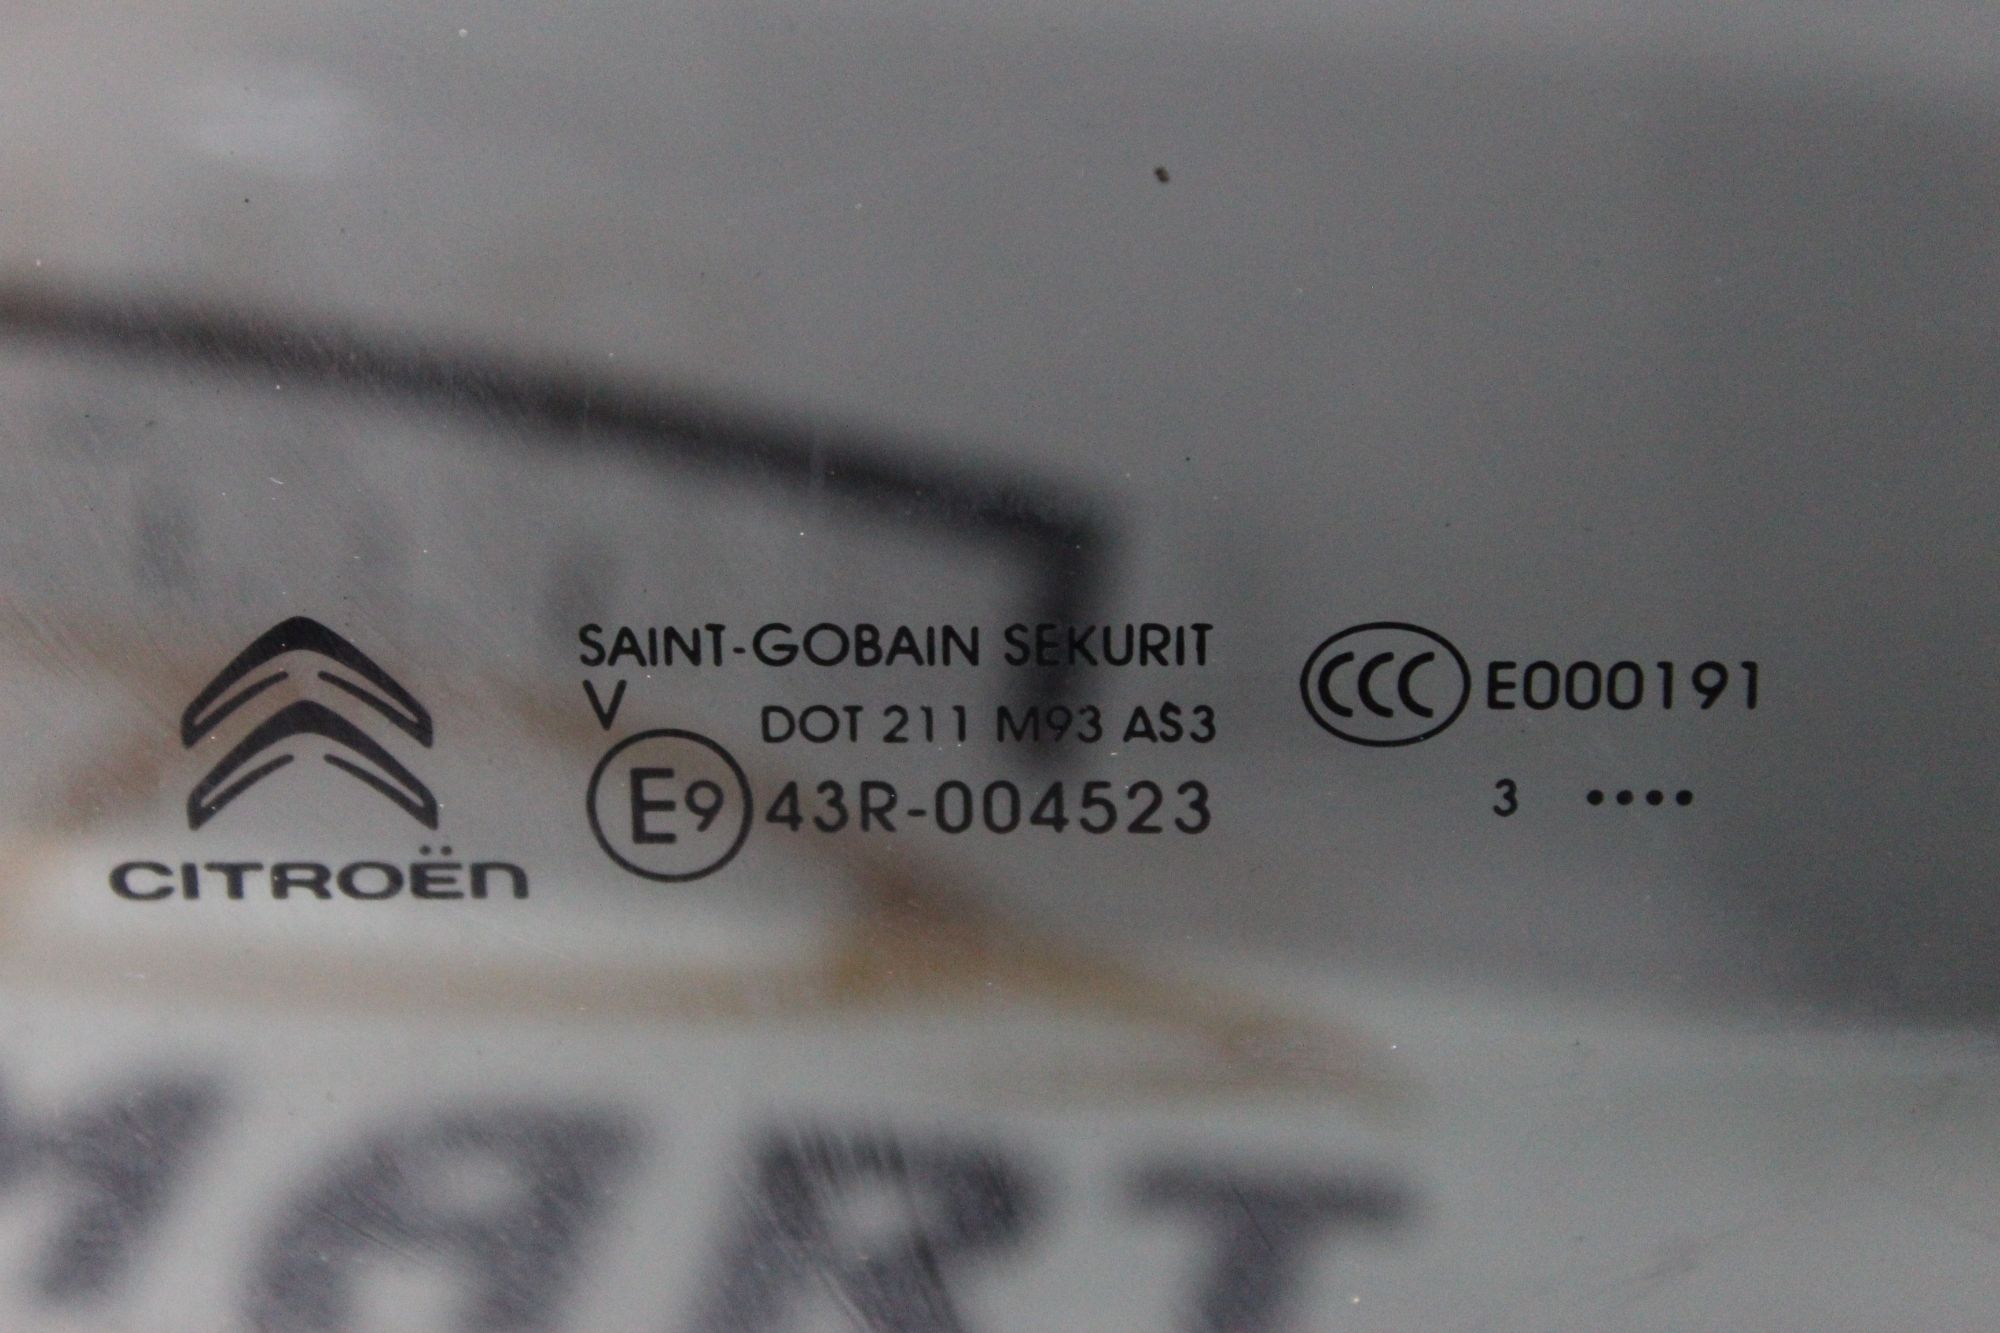 CITROËN
SAINT-GOBAIN SEKURIT
V
DOT 211 M93 AS3
E9 43R-004523
CCC E000191
3 ••••